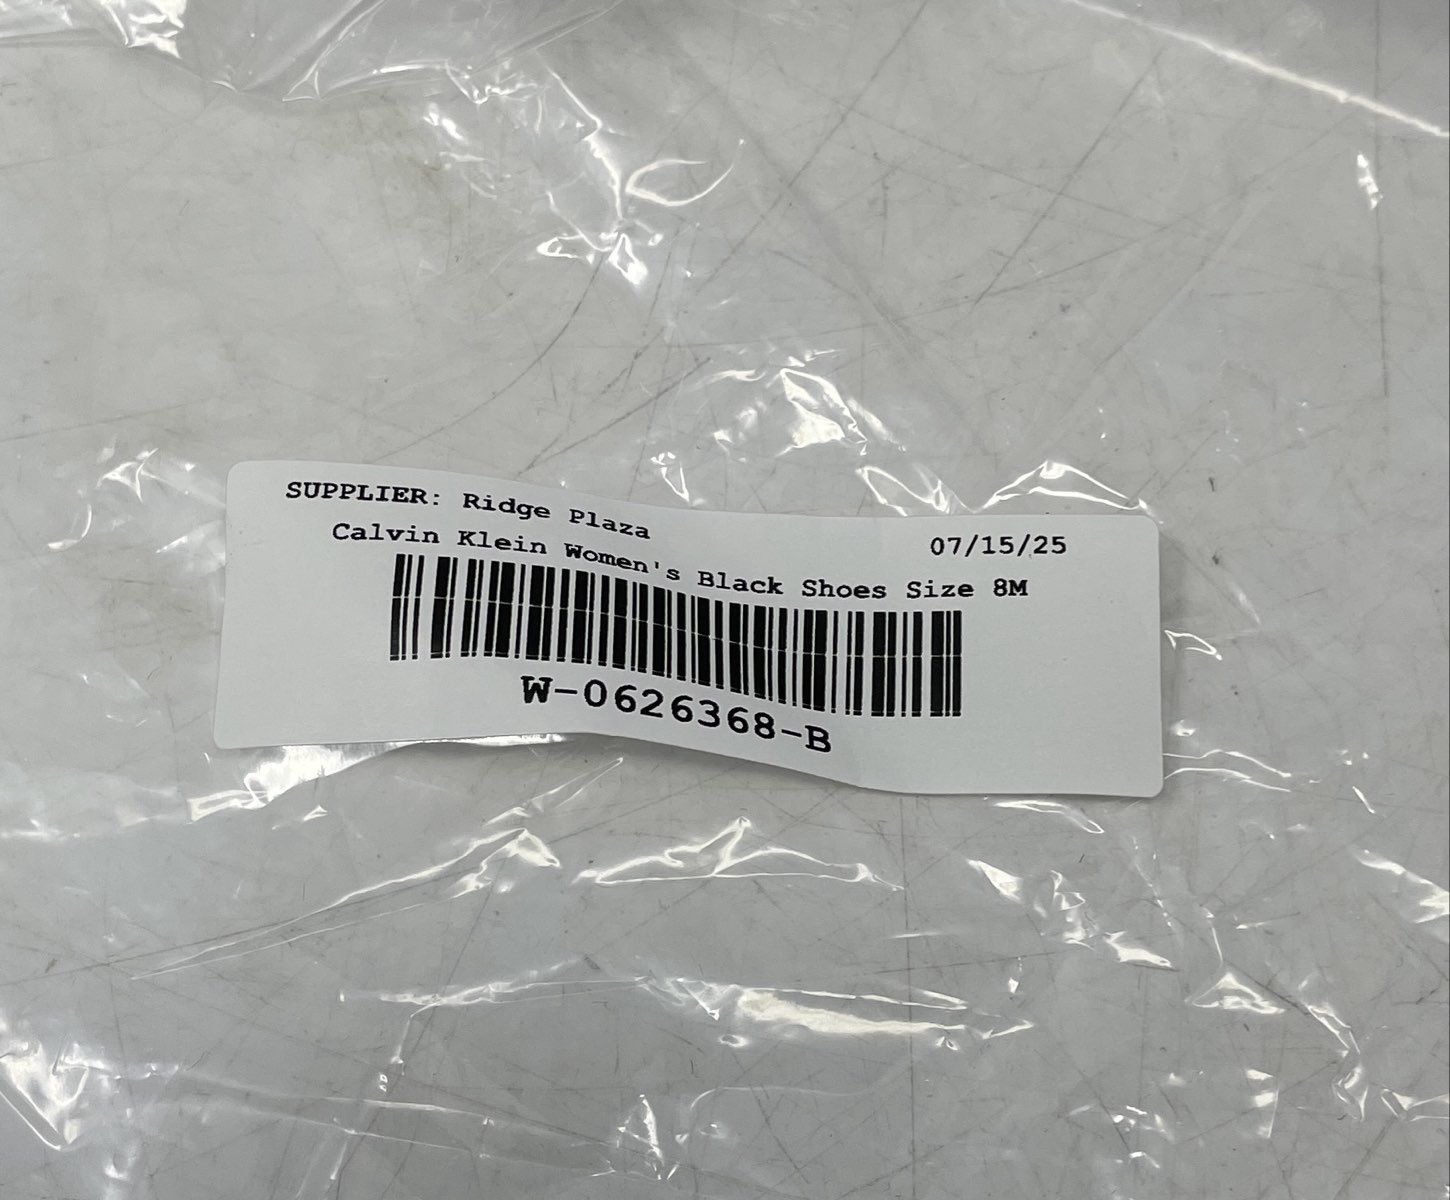 SUPPLIER: Ridge Plaza
07/15/25
Calvin Klein Women's Black Shoes Size 8M
W-0626368-B